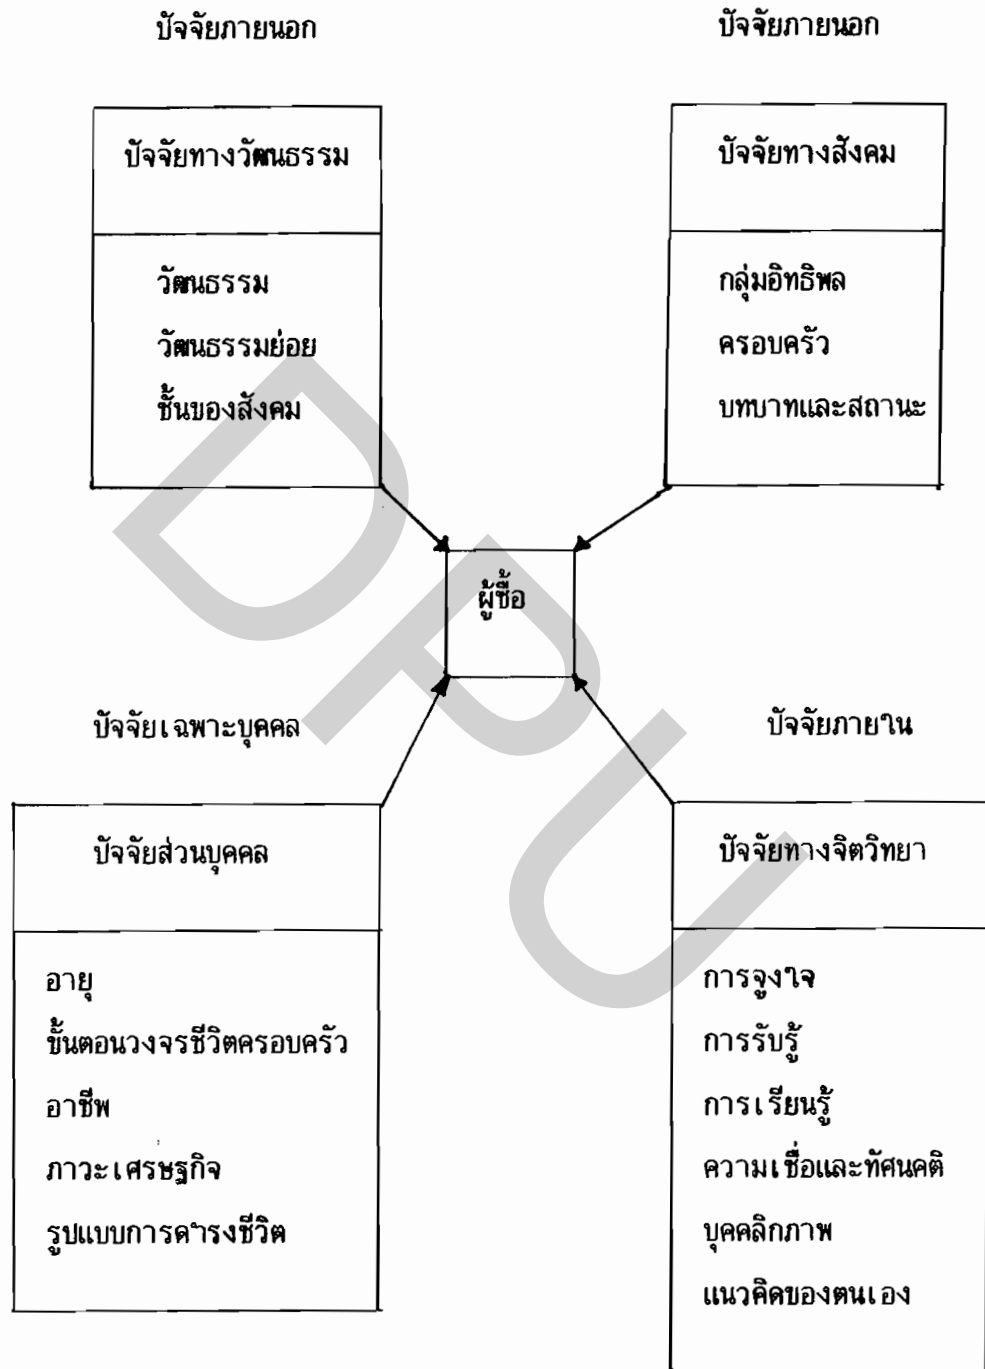 ปัจจัยภายนอก
ปัจจัยภายนอก
ปัจจัยทางวัฒนธรรม
วัฒนธรรม
วัฒนธรรมย่อย
ชั้นของสังคม
ปัจจัยทางสังคม
กลุ่มอิทธิพล
ครอบครัว
บทบาทและสถานะ
ผู้ซื้อ
ปัจจัยเฉพาะบุคคล
ปัจจัยภายใน
ปัจจัยส่วนบุคคล
อายุ
ขั้นตอนวงจรชีวิตครอบครัว
อาชีพ
ภาวะเศรษฐกิจ
รูปแบบการดำรงชีวิต
ปัจจัยทางจิตวิทยา
การจูงใจ
การรับรู้
การเรียนรู้
ความเชื่อและทัศนคติ
บุคคลิกภาพ
แนวคิดของตนเอง
DPU